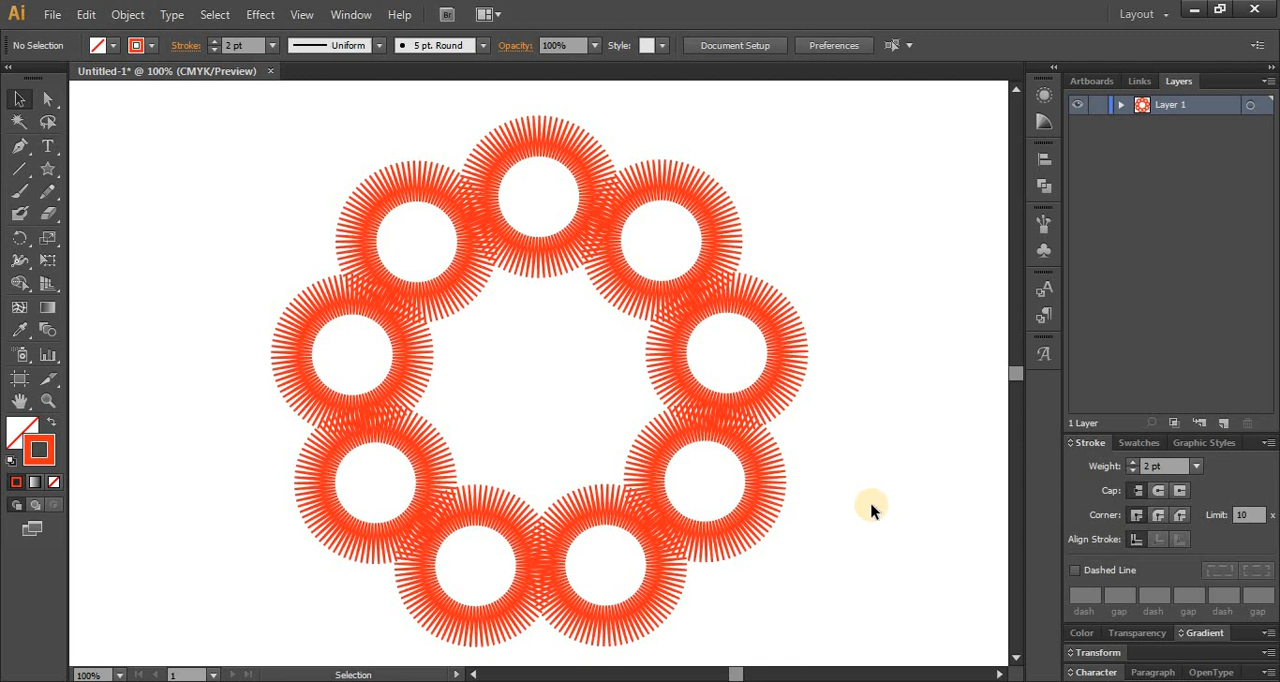 Ai File Edit Object Type Select Effect View Window Help Br Layout
No Selection Stroke: 2 pt Uniform 5 pt. Round Opacity: 100% Style: Document Setup Preferences
Untitled-1* @ 100% (CMYK/Preview) ×
Artboards Links Layers
Layer 1
1 Layer
Stroke Swatches Graphic Styles
Weight: 2 pt
Cap:
Corner: Limit: 10 x
Align Stroke:
Dashed Line
dash gap dash gap dash gap
Color Transparency Gradient
Transform
Character Paragraph OpenType
100% 1 Selection